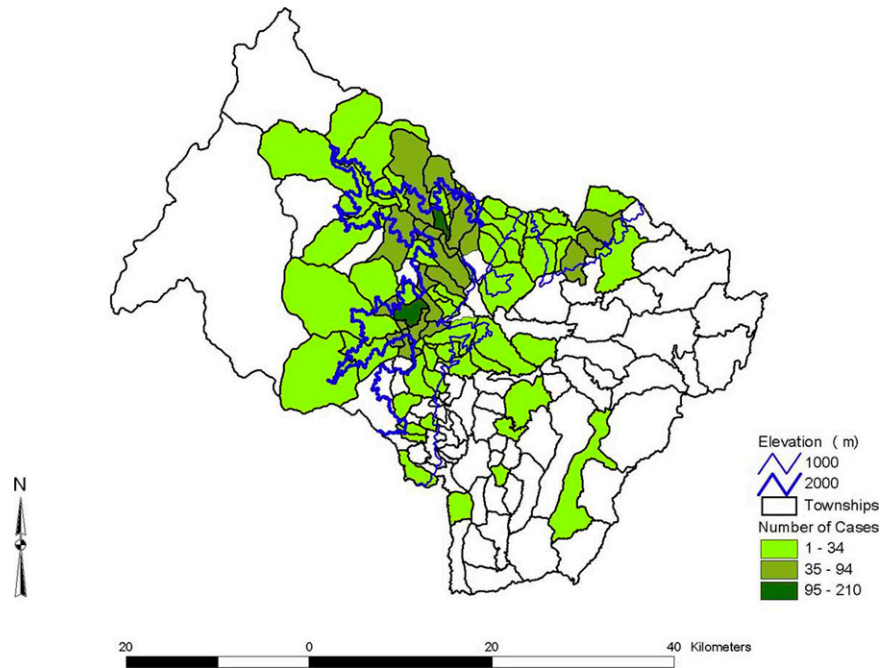 Elevation ( m)
1000
2000
Townships
Number of Cases
1 - 34
35 - 94
95 - 210
N
20 0 20 40 Kilometers